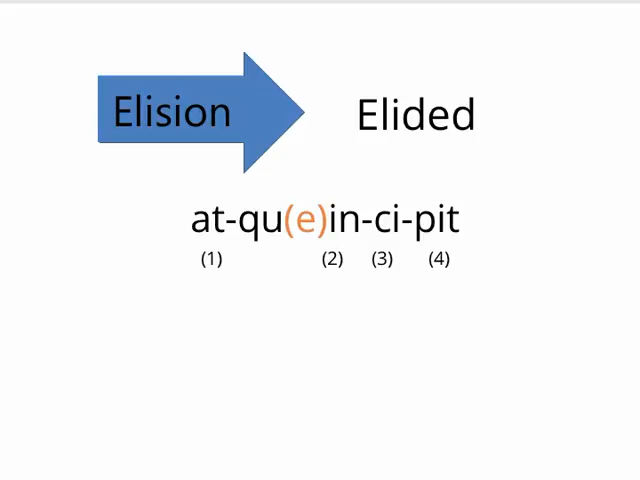 Elision Elided
at-qu(e)in-ci-pit
(1) (2) (3) (4)